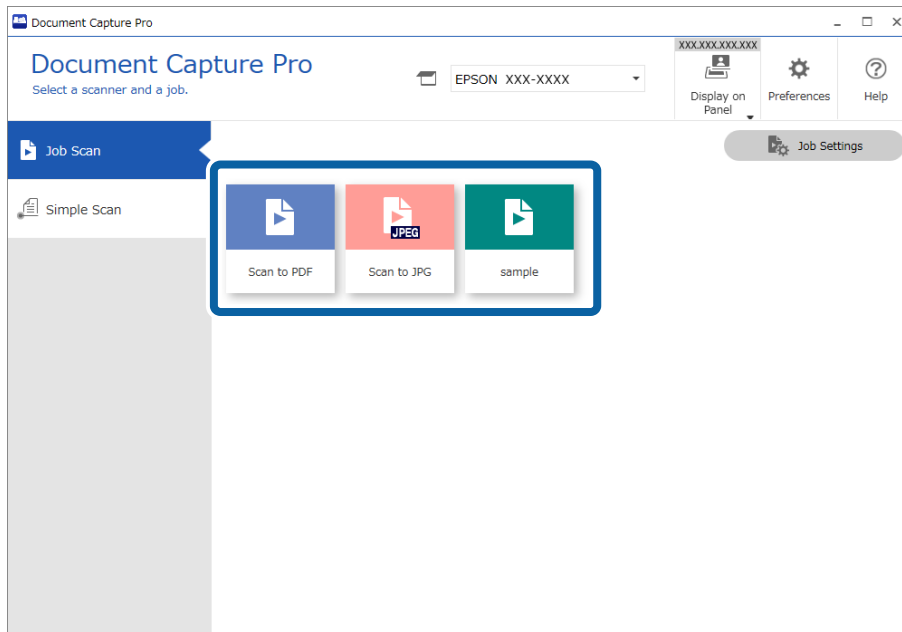 Document Capture Pro
Document Capture Pro
Select a scanner and a job.
EPSON XXX-XXXX
XXX.XXX.XXX.XXX
Display on
Panel
Preferences
Help
Job Scan
Job Settings
Simple Scan
JPEG
Scan to PDF
Scan to JPG
sample